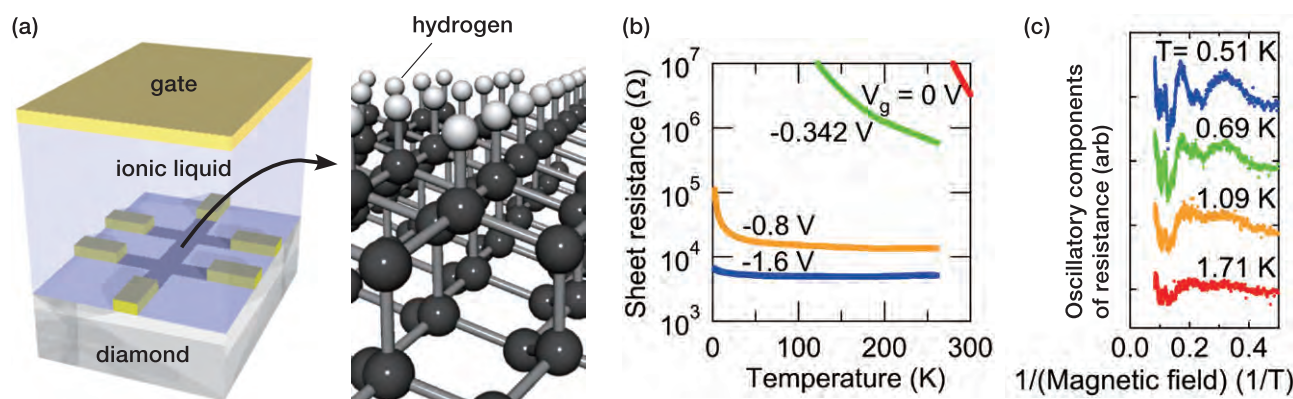 (a)
hydrogen
gate
ionic liquid
diamond
(b)
Sheet resistance (Ω)
10⁷
10⁶
10⁵
10⁴
10³
V_g = 0 V
-0.342 V
-0.8 V
-1.6 V
0
100
200
300
Temperature (K)
(c)
Oscillatory components
of resistance (arb)
T= 0.51 K
0.69 K
1.09 K
1.71 K
0.0
0.2
0.4
1/(Magnetic field) (1/T)